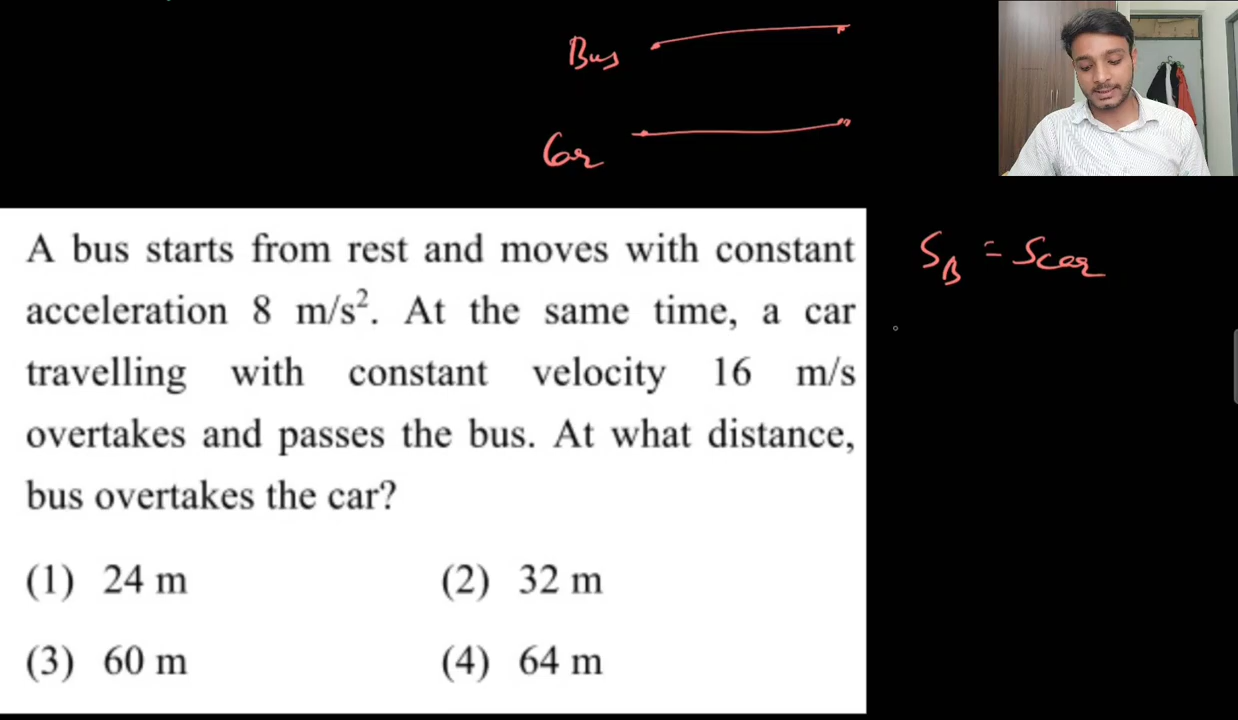 Bus
Car
A bus starts from rest and moves with constant
acceleration 8 m/s². At the same time, a car
travelling with constant velocity 16 m/s
overtakes and passes the bus. At what distance,
bus overtakes the car?
(1) 24 m (2) 32 m
(3) 60 m (4) 64 m
S_B = S_car